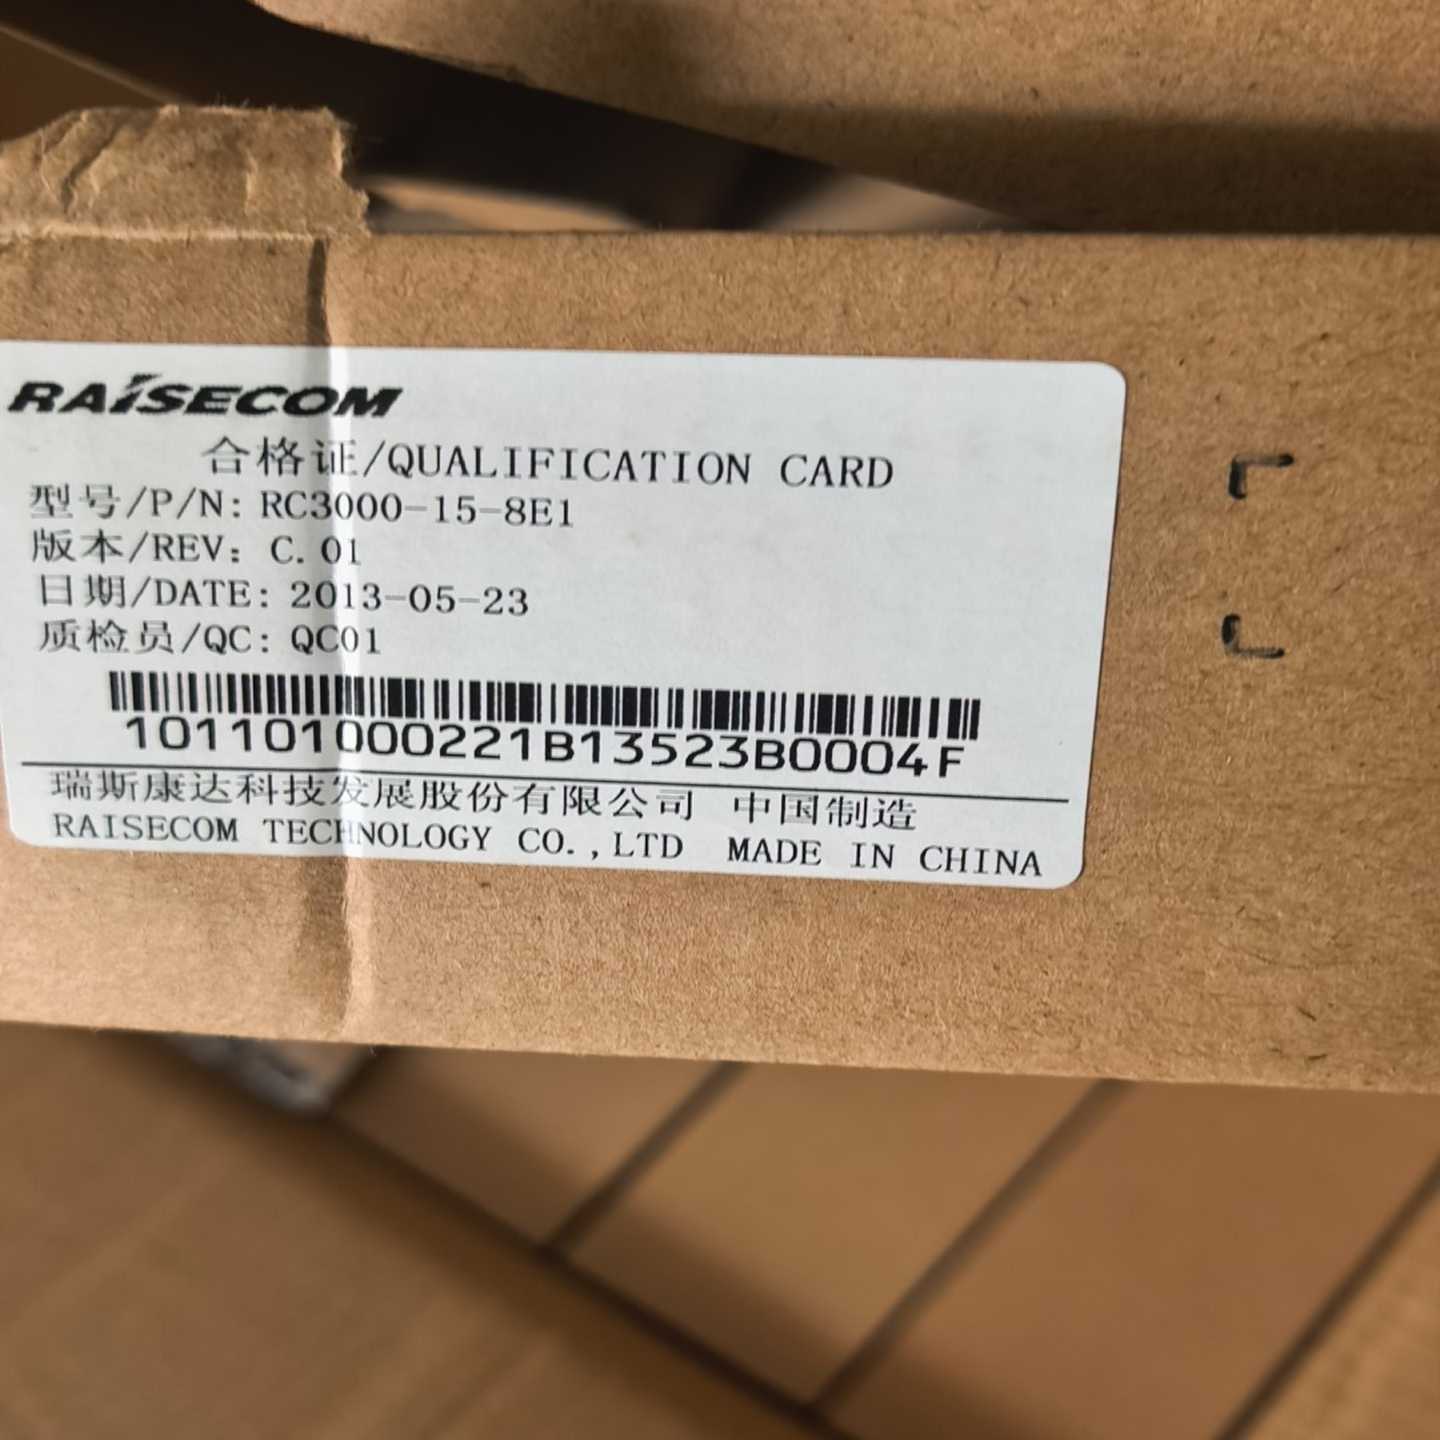 RAISECOM
合格证/QUALIFICATION CARD
型号/P/N: RC3000-15-8E1
版本/REV: C.01
日期/DATE: 2013-05-23
质检员/QC: QC01
101101000221B13523B0004F
瑞斯康达科技发展股份有限公司 中国制造
RAISECOM TECHNOLOGY CO.,LTD MADE IN CHINA